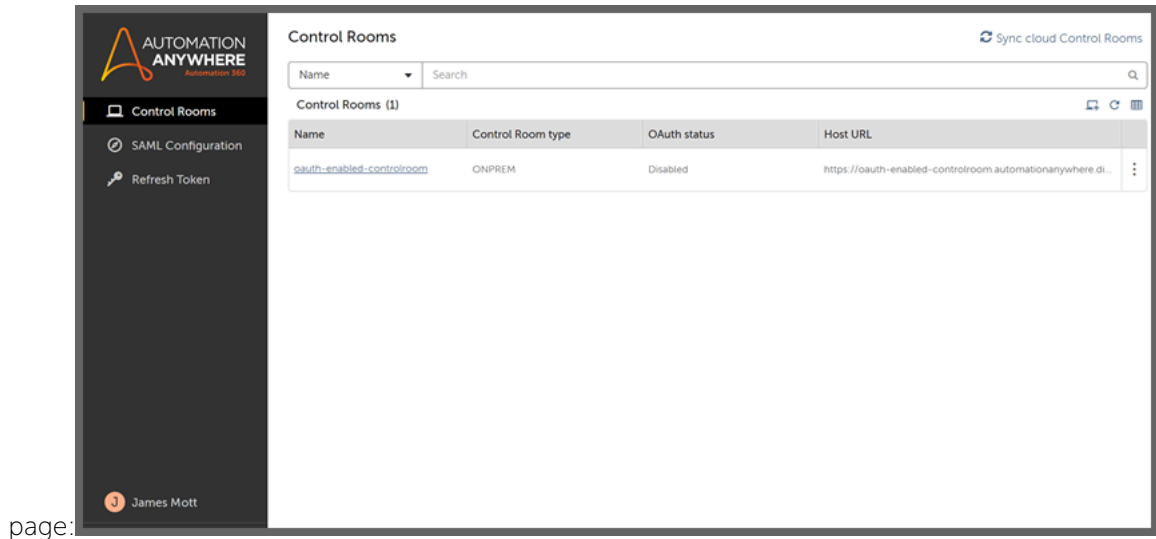 AUTOMATION
ANYWHERE
Automation 360
Control Rooms
SAML Configuration
Refresh Token
James Mott
J
Control Rooms
Sync cloud Control Rooms
Name
Search
Control Rooms (1)
Name Control Room type OAuth status Host URL
oauth-enabled-controlroom ONPREM Disabled https://oauth-enabled-controlroom.automationanywhere.di...
page: